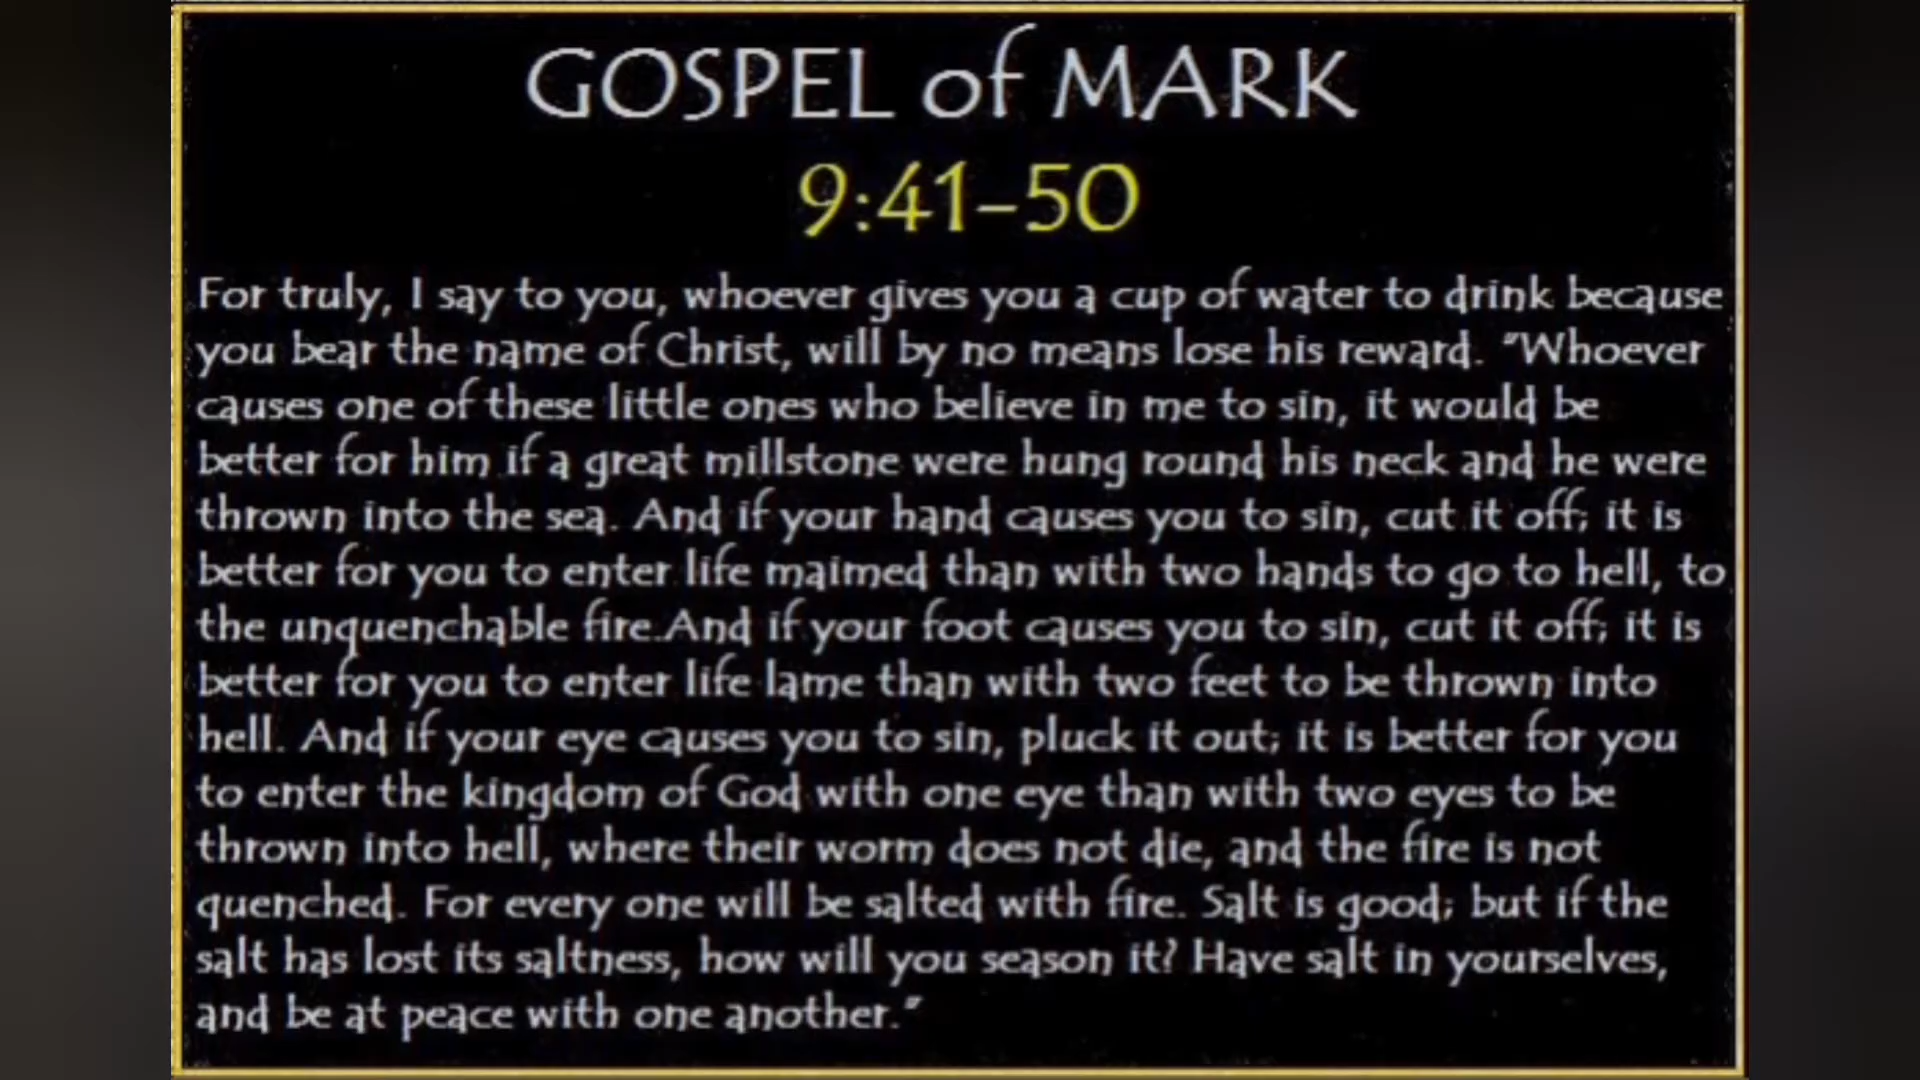 GOSPEL of MARK
9:41–50
For truly, I say to you, whoever gives you a cup of water to drink because
you bear the name of Christ, will by no means lose his reward. "Whoever
causes one of these little ones who believe in me to sin, it would be
better for him if a great millstone were hung round his neck and he were
thrown into the sea. And if your hand causes you to sin, cut it off; it is
better for you to enter life maimed than with two hands to go to hell, to
the unquenchable fire.And if your foot causes you to sin, cut it off; it is
better for you to enter life lame than with two feet to be thrown into
hell. And if your eye causes you to sin, pluck it out; it is better for you
to enter the kingdom of God with one eye than with two eyes to be
thrown into hell, where their worm does not die, and the fire is not
quenched. For every one will be salted with fire. Salt is good; but if the
salt has lost its saltness, how will you season it? Have salt in yourselves,
and be at peace with one another."